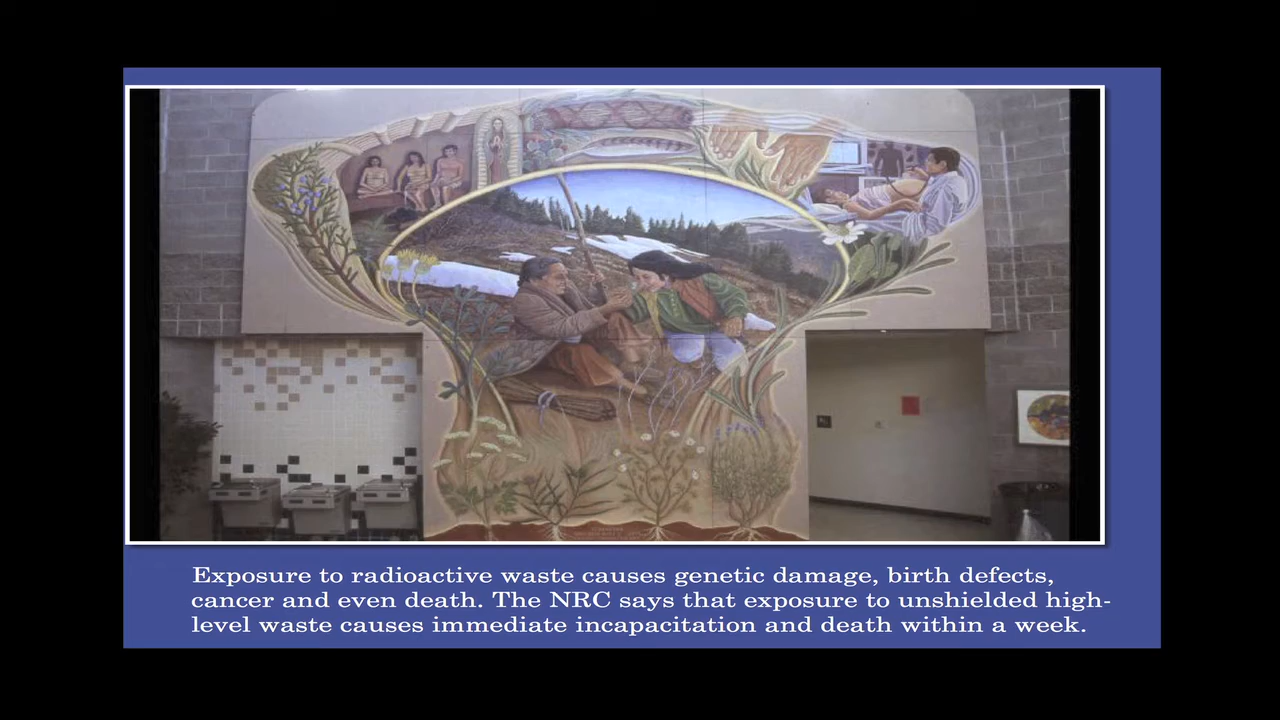 Exposure to radioactive waste causes genetic damage, birth defects,
cancer and even death. The NRC says that exposure to unshielded high-
level waste causes immediate incapacitation and death within a week.